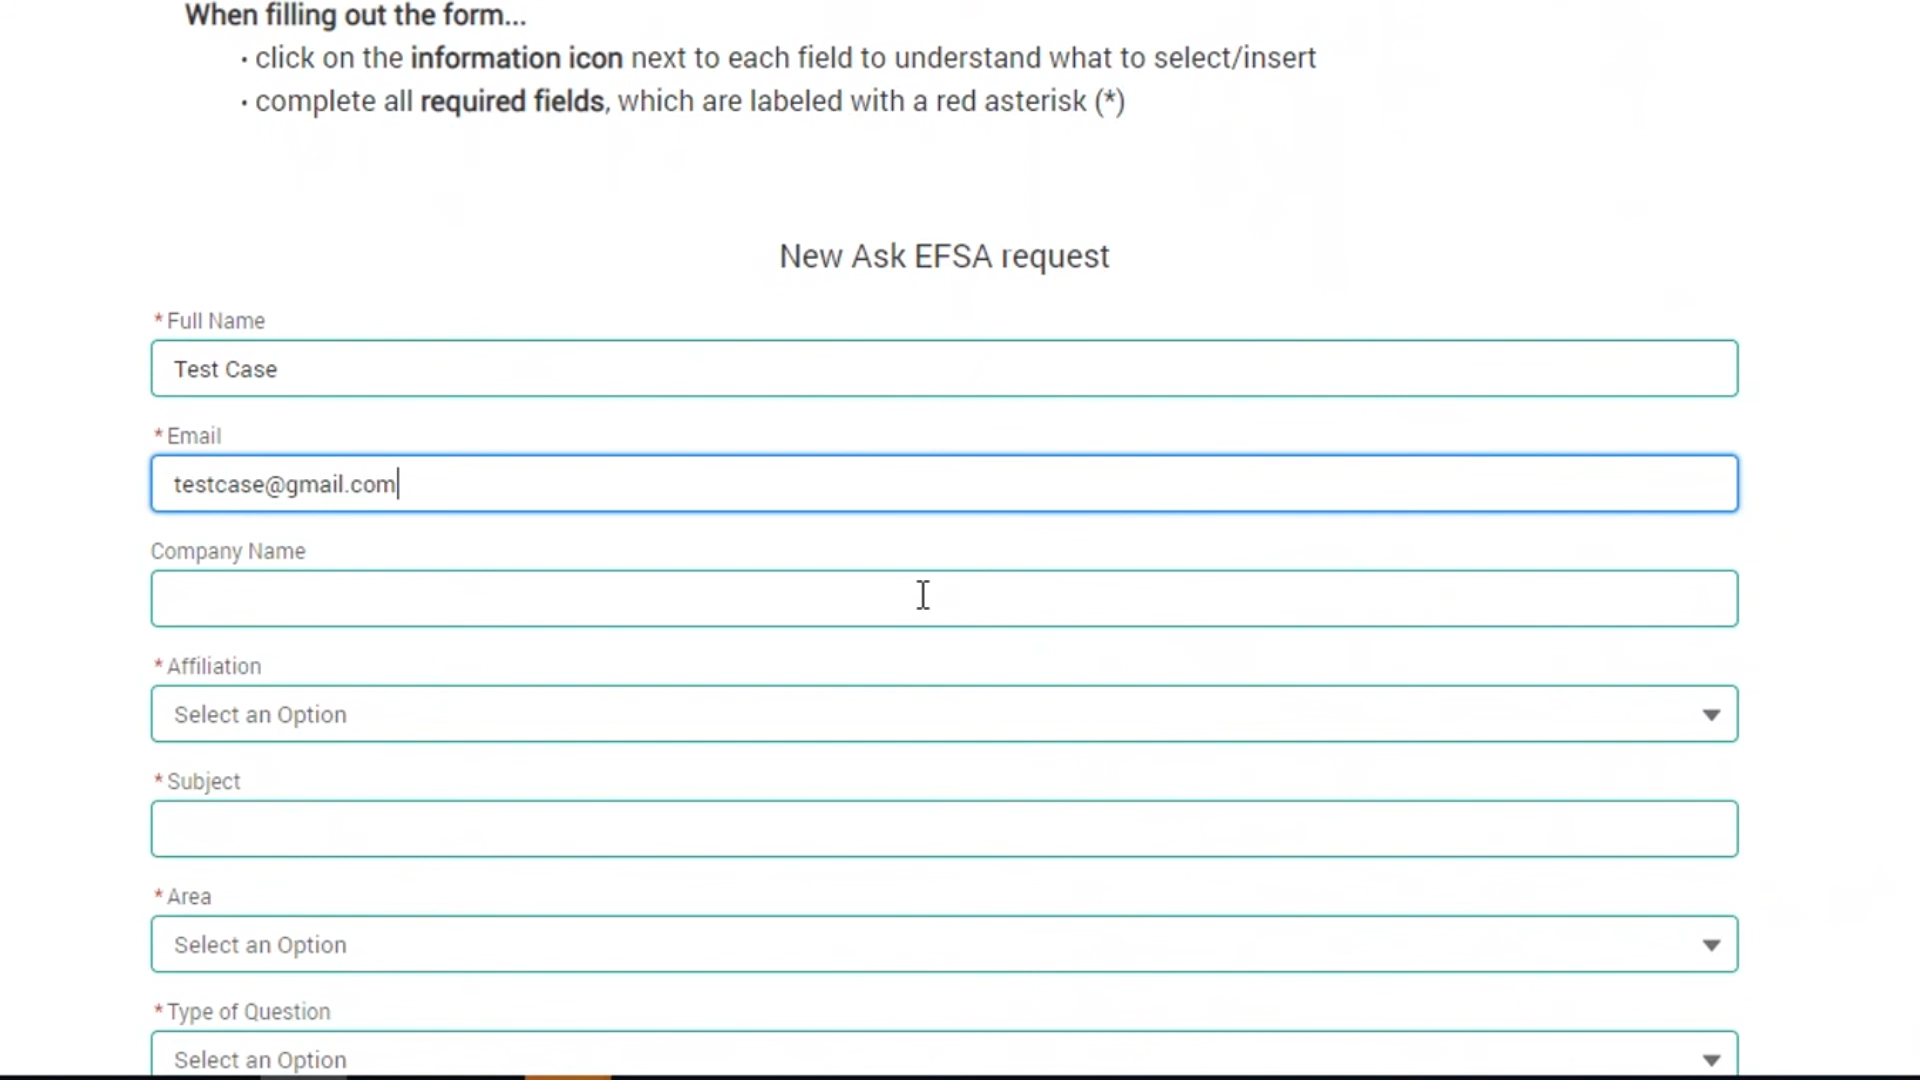 When filling out the form...
• click on the information icon next to each field to understand what to select/insert
• complete all required fields, which are labeled with a red asterisk (*)
New Ask EFSA request
* Full Name
Test Case
* Email
testcase@gmail.com
Company Name
* Affiliation
Select an Option
* Subject
* Area
Select an Option
* Type of Question
Select an Option